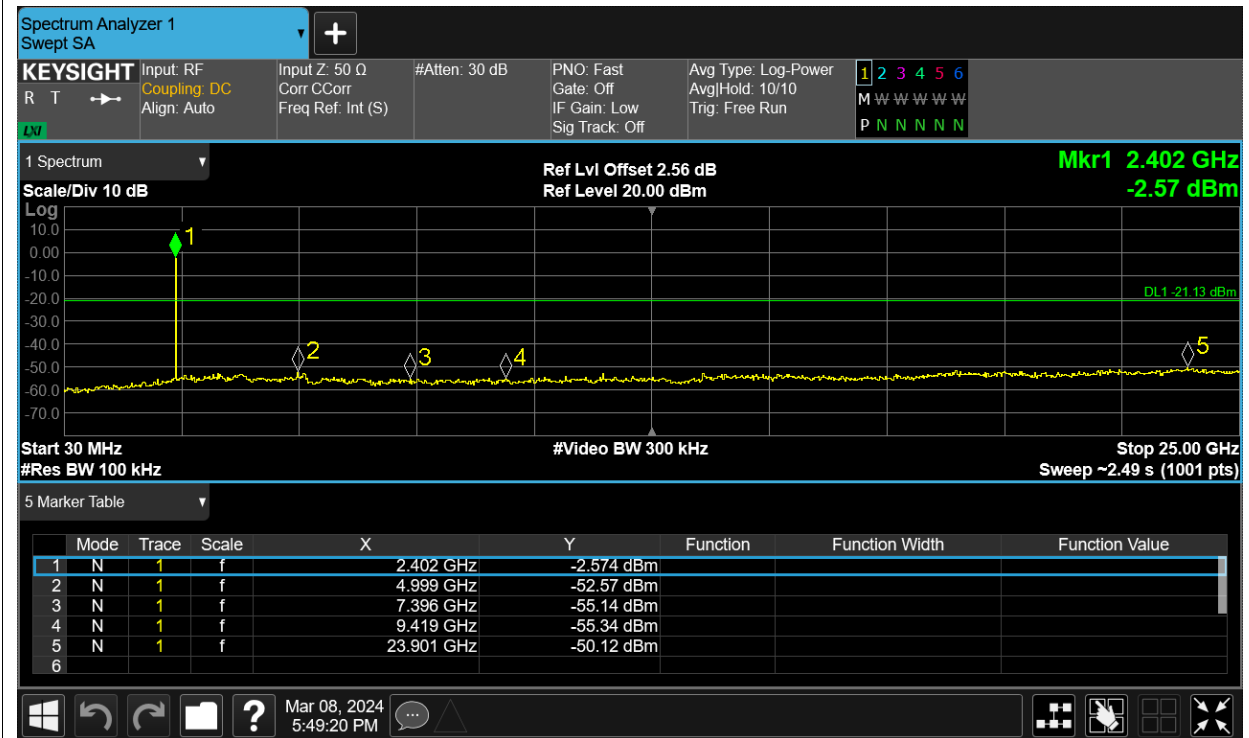 Spectrum Analyzer 1
Swept SA
+
KEYSIGHT
R T
LXI
Input: RF
Coupling: DC
Align: Auto
Input Z: 50 Ω
Corr CCorr
Freq Ref: Int (S)
#Atten: 30 dB
PNO: Fast
Gate: Off
IF Gain: Low
Sig Track: Off
Avg Type: Log-Power
Avg|Hold: 10/10
Trig: Free Run
1 2 3 4 5 6
M W W W W W
P N N N N N
1 Spectrum
Scale/Div 10 dB
Ref Lvl Offset 2.56 dB
Ref Level 20.00 dBm
Mkr1 2.402 GHz
-2.57 dBm
Log
10.0
0.00
-10.0
-20.0
-30.0
-40.0
-50.0
-60.0
-70.0
1
2
3
4
5
DL1 -21.13 dBm
Start 30 MHz
#Res BW 100 kHz
#Video BW 300 kHz
Stop 25.00 GHz
Sweep ~2.49 s (1001 pts)
5 Marker Table
Mode Trace Scale X Y Function Function Width Function Value
1 N 1 f 2.402 GHz -2.574 dBm
2 N 1 f 4.999 GHz -52.57 dBm
3 N 1 f 7.396 GHz -55.14 dBm
4 N 1 f 9.419 GHz -55.34 dBm
5 N 1 f 23.901 GHz -50.12 dBm
6
?
Mar 08, 2024
5:49:20 PM